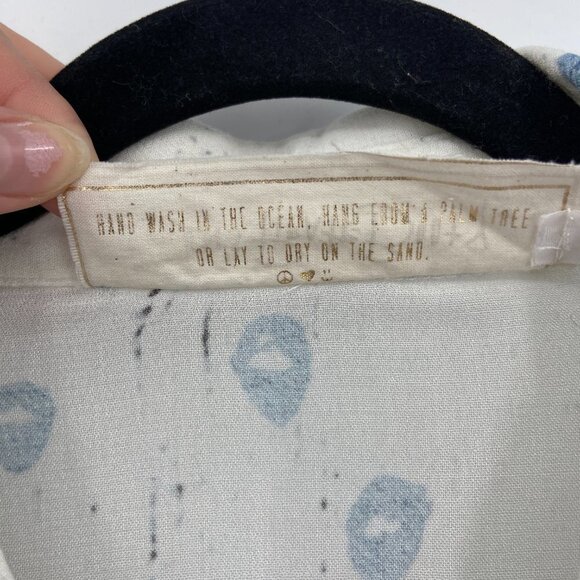 HAND WASH IN THE OCEAN, HANG FROM A PALM TREE
OR LAY TO DRY ON THE SAND.